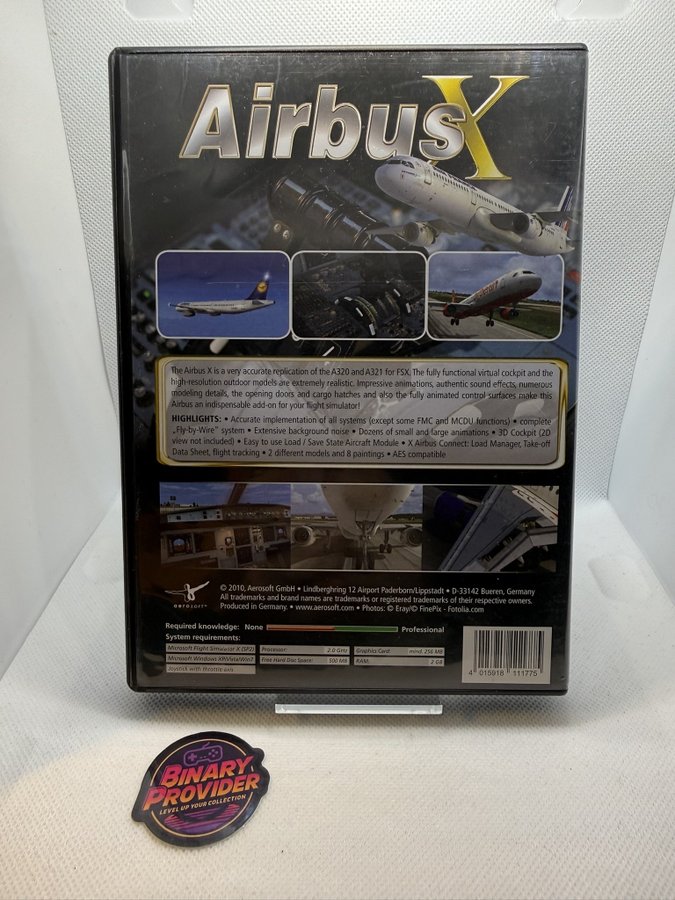 Airbus X
The Airbus X is a very accurate replication of the A320 and A321 for FSX. The fully functional virtual cockpit and the
high-resolution outdoor models are extremely realistic. Impressive animations, authentic sound effects, numerous
modeling details, the opening doors and cargo hatches and also the fully animated control surfaces make this
Airbus an indispensable add-on for your flight simulator!
HIGHLIGHTS: • Accurate implementation of all systems (except some FMC and MCDU functions) • complete
„Fly-by-Wire" system • Extensive background noise • Dozens of small and large animations • 3D Cockpit (2D
view not included) • Easy to use Load / Save State Aircraft Module • X Airbus Connect: Load Manager, Take-off
Data Sheet, flight tracking • 2 different models and 8 paintings • AES compatible
aerosoft
© 2010, Aerosoft GmbH • Lindberghring 12 Airport Paderborn/Lippstadt • D-33142 Bueren, Germany
All trademarks and brand names are trademarks or registered trademarks of their respective owners.
Produced in Germany. • www.aerosoft.com • Photos: © Eray/© FinePix - Fotolia.com
Required knowledge: None Professional
System requirements:
Microsoft Flight Simulator X (SP2) Processor: 2.0 GHz Graphics Card: mind. 256 MB
Microsoft Windows XP/Vista/Win7 Free Hard Disc Space: 500 MB RAM: 2 GB
Joystick with throttle axis
4 015918 111775
BINARY
PROVIDER
LEVEL UP YOUR COLLECTION